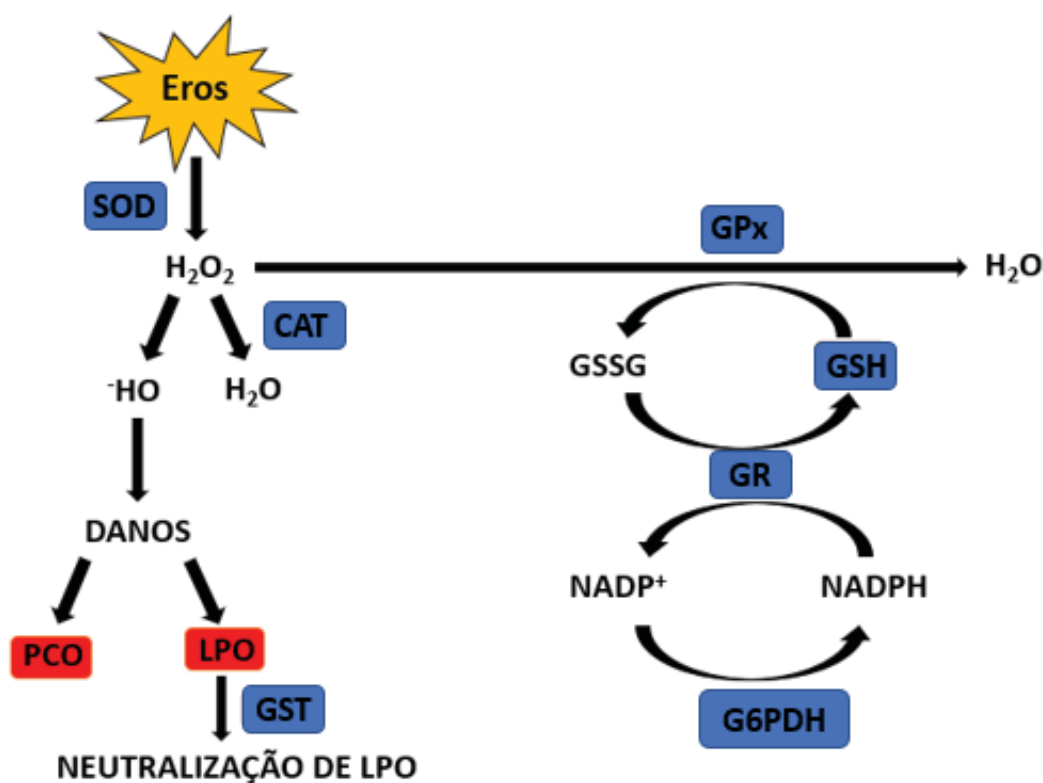 Eros
SOD
GPx
H₂O₂
H₂O
CAT
GSSG
GSH
⁻HO
H₂O
GR
DANOS
NADP⁺
NADPH
PCO
LPO
GST
G6PDH
NEUTRALIZAÇÃO DE LPO